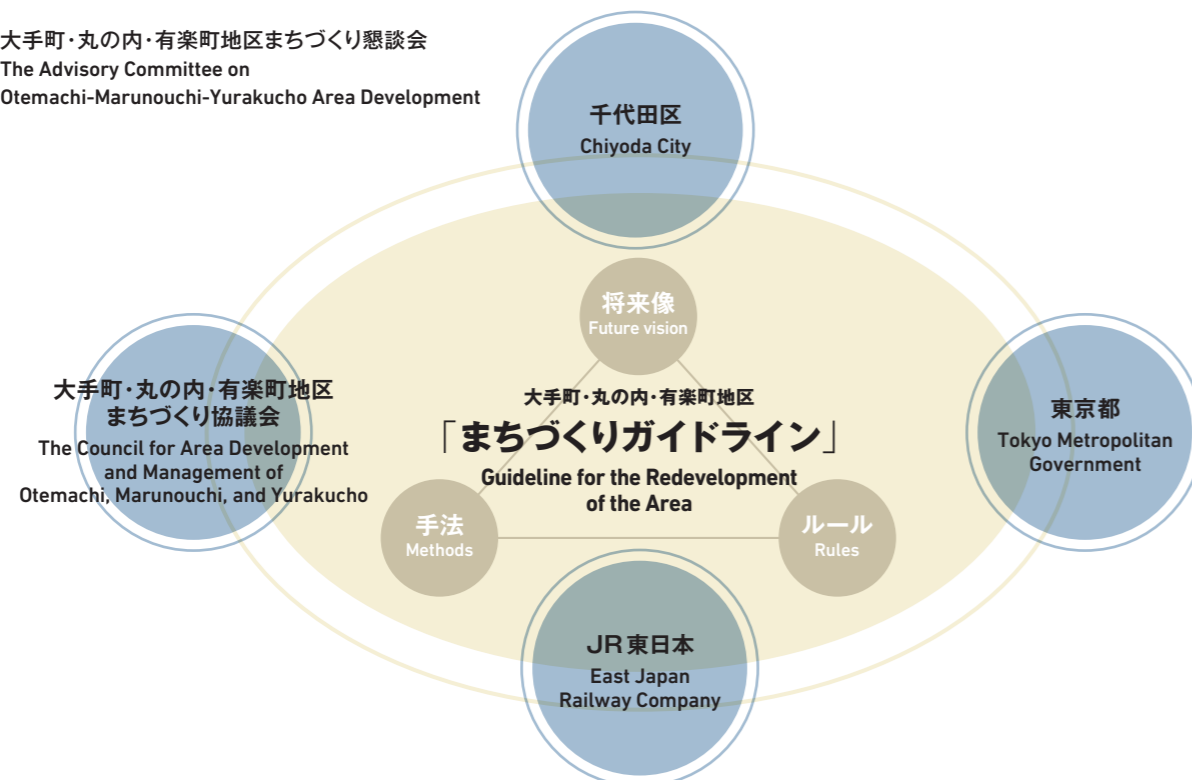 大手町・丸の内・有楽町地区まちづくり懇談会
The Advisory Committee on
Otemachi-Marunouchi-Yurakucho Area Development
千代田区
Chiyoda City
将来像
Future vision
大手町・丸の内・有楽町地区
まちづくり協議会
The Council for Area Development
and Management of
Otemachi, Marunouchi, and Yurakucho
大手町・丸の内・有楽町地区
「まちづくりガイドライン」
Guideline for the Redevelopment
of the Area
東京都
Tokyo Metropolitan
Government
手法
Methods
ルール
Rules
JR東日本
East Japan
Railway Company